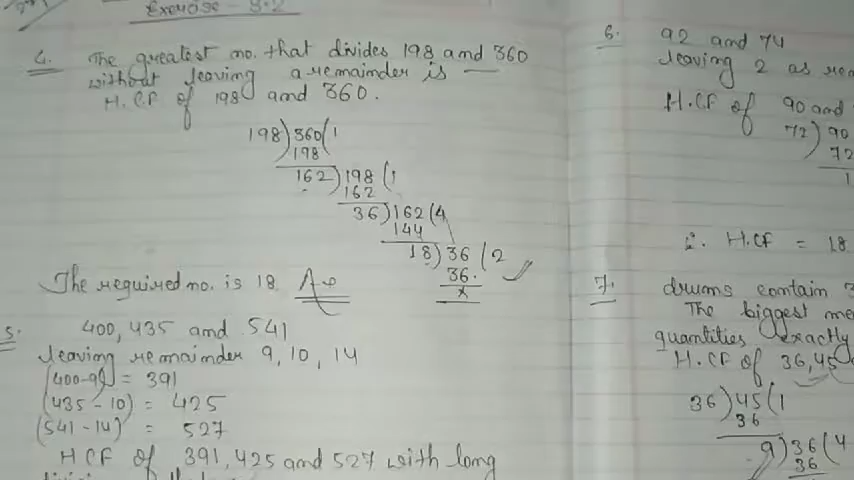 Exercise - 3.2
4. The greatest no. that divides 198 and 360
without leaving a remainder is —
H.C.F of 198 and 360.
198)360(1
198
162)198(1
162
36)162(4
144
18)36(2
36
x
The required no. is 18 Ans
5. 400, 435 and 541
leaving remainder 9, 10, 14
(400-9) = 391
(435-10) = 425
(541-14) = 527
HCF of 391, 425 and 527 with long
6. 92 and 74
leaving 2 as
H.C.F of 90 and
72)90
72
1
∴ H.C.F = 18
7. drums contain 3
The biggest
quantities exactly
H.C.F of 36,45
36)45(1
36
9)36(4
36